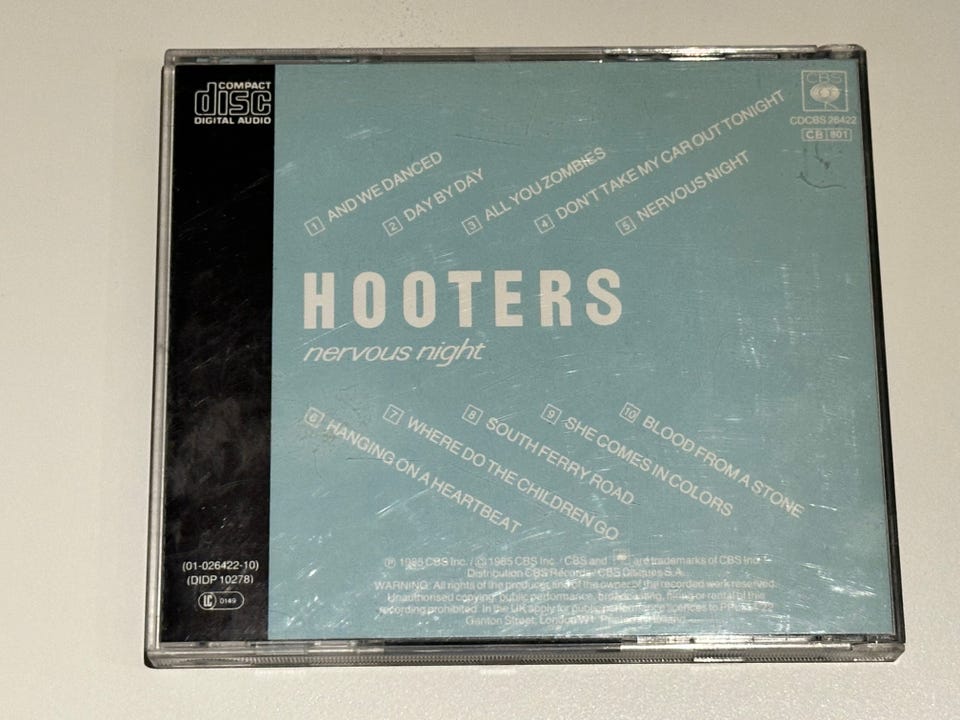 COMPACT
disc
DIGITAL AUDIO
CBS
CDCBS 26422
CB 801
1 AND WE DANCED
2 DAY BY DAY
3 ALL YOU ZOMBIES
4 DON'T TAKE MY CAR OUT TONIGHT
5 NERVOUS NIGHT
HOOTERS
nervous night
6 HANGING ON A HEARTBEAT
7 WHERE DO THE CHILDREN GO
8 SOUTH FERRY ROAD
9 SHE COMES IN COLORS
10 BLOOD FROM A STONE
(01-026422-10)
(DIDP 10278)
LC 0149
℗ 1985 CBS Inc. / © 1985 CBS Inc. / CBS and are trademarks of CBS Inc.
Distribution CBS Records / CBS Disques S.A.
WARNING: All rights of the producer and of the owner of the recorded work reserved.
Unauthorised copying, public performance, broadcasting, hiring or rental of this
recording prohibited. In the UK apply for public performance licences to PPL
Ganton Street, London W1. Printed